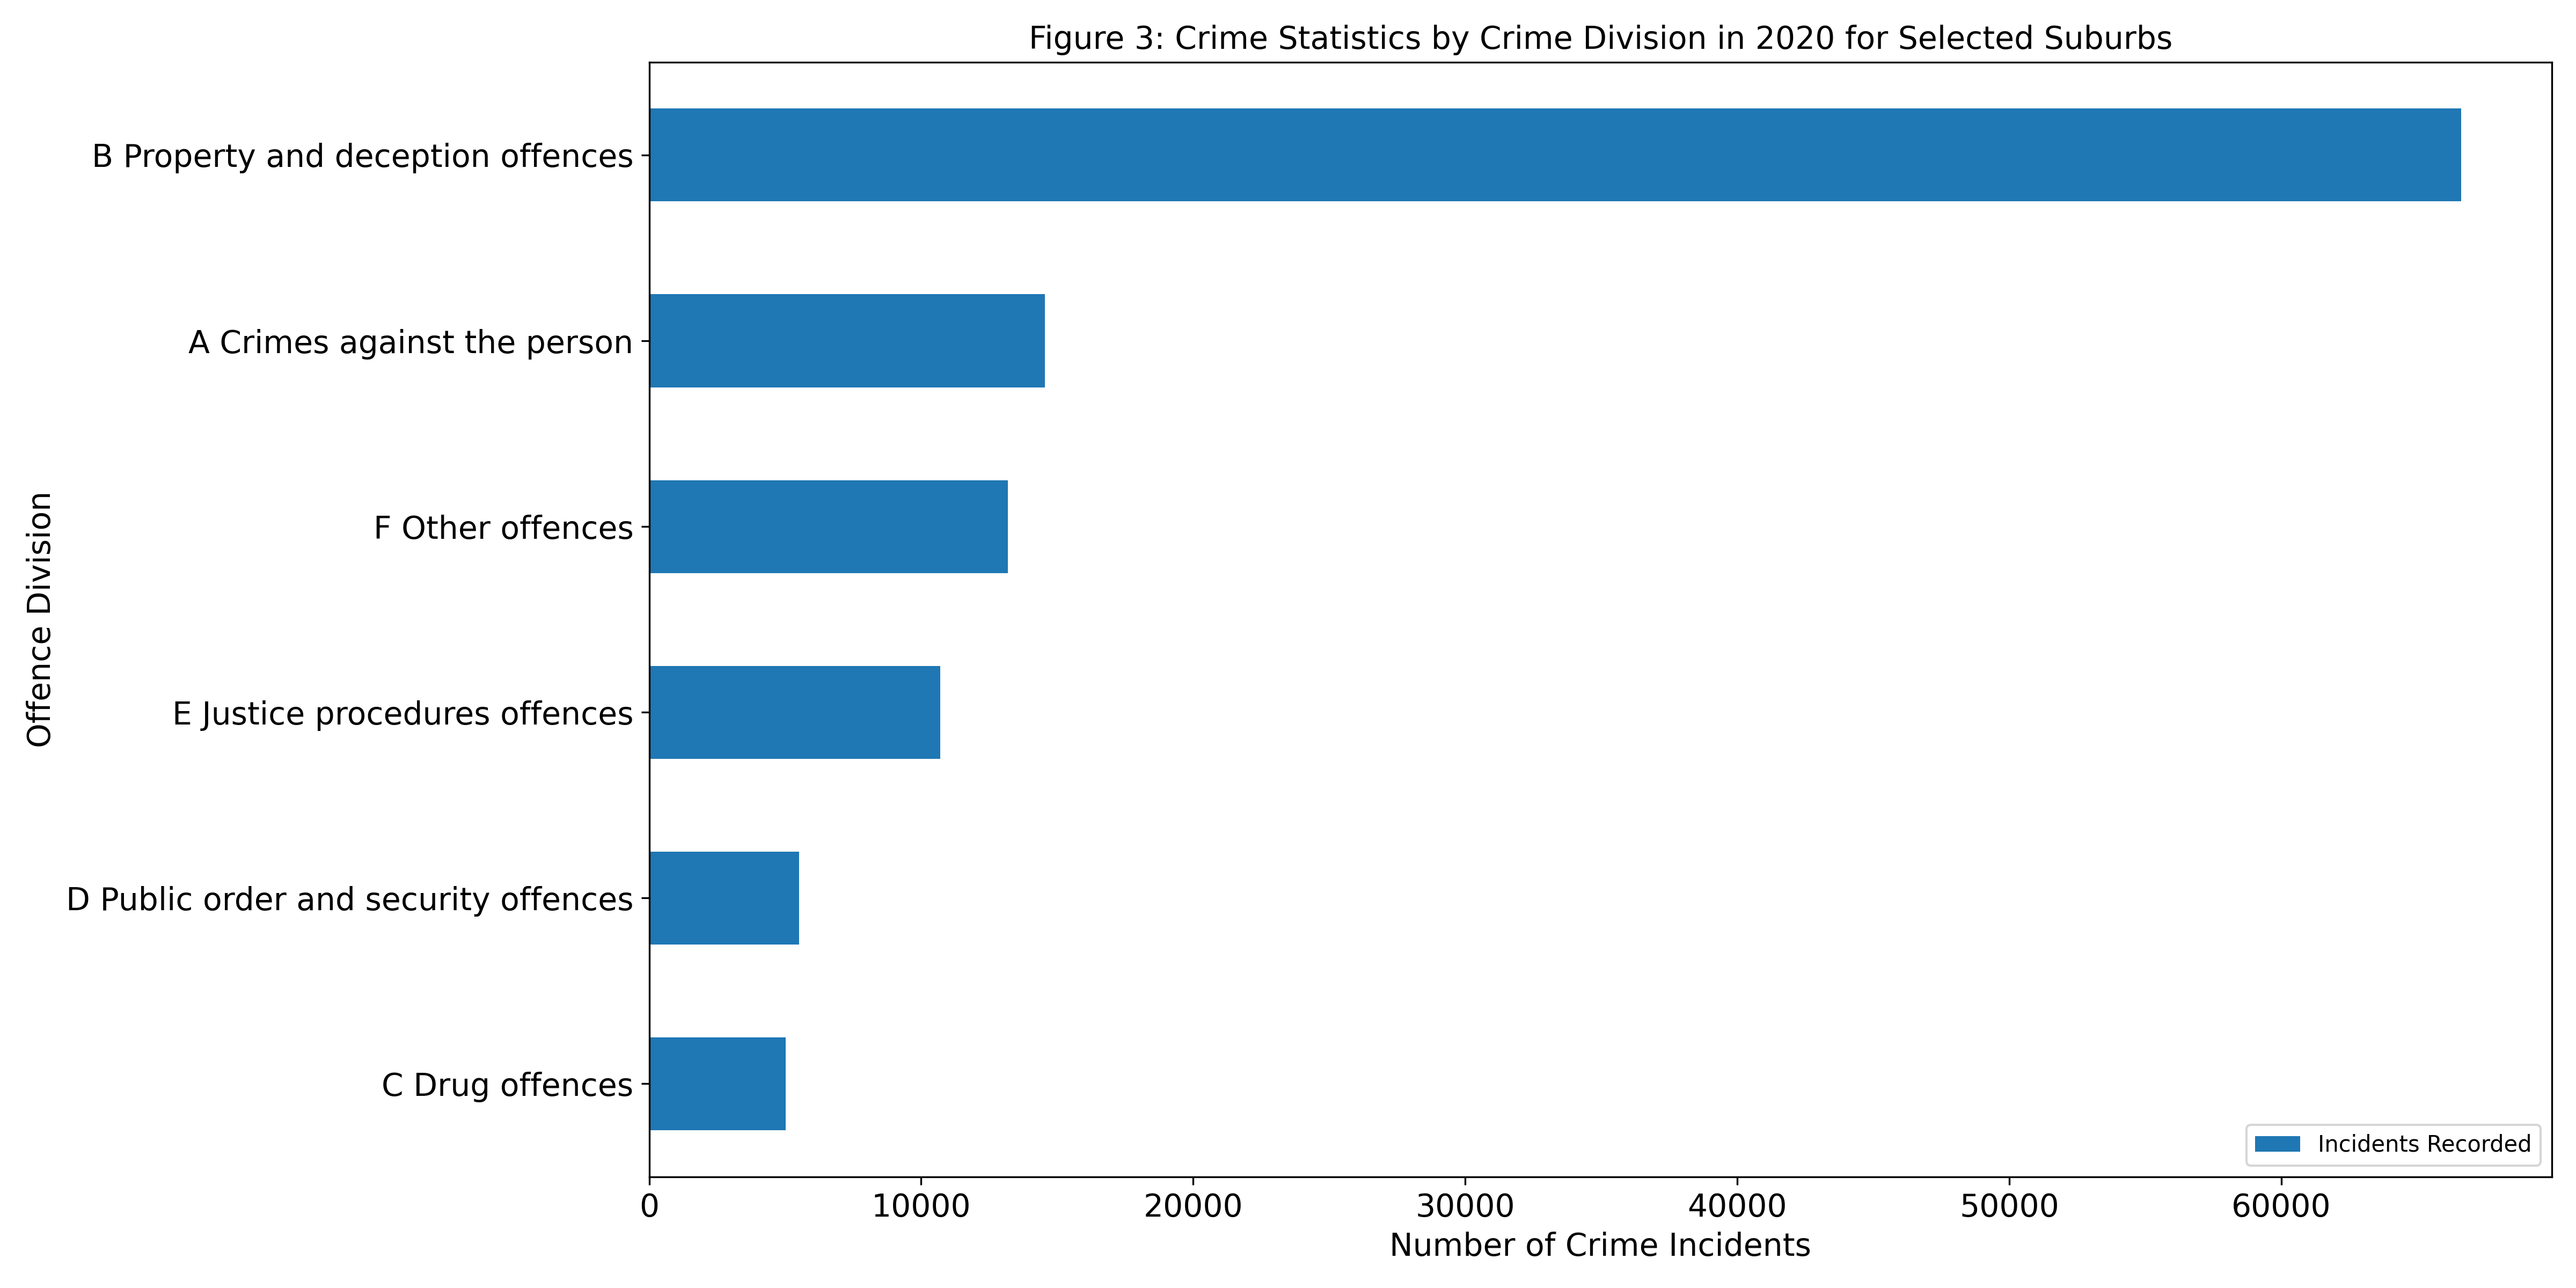 Figure 3: Crime Statistics by Crime Division in 2020 for Selected Suburbs
Offence Division
B Property and deception offences
A Crimes against the person
F Other offences
E Justice procedures offences
D Public order and security offences
C Drug offences
Incidents Recorded
0 10000 20000 30000 40000 50000 60000
Number of Crime Incidents